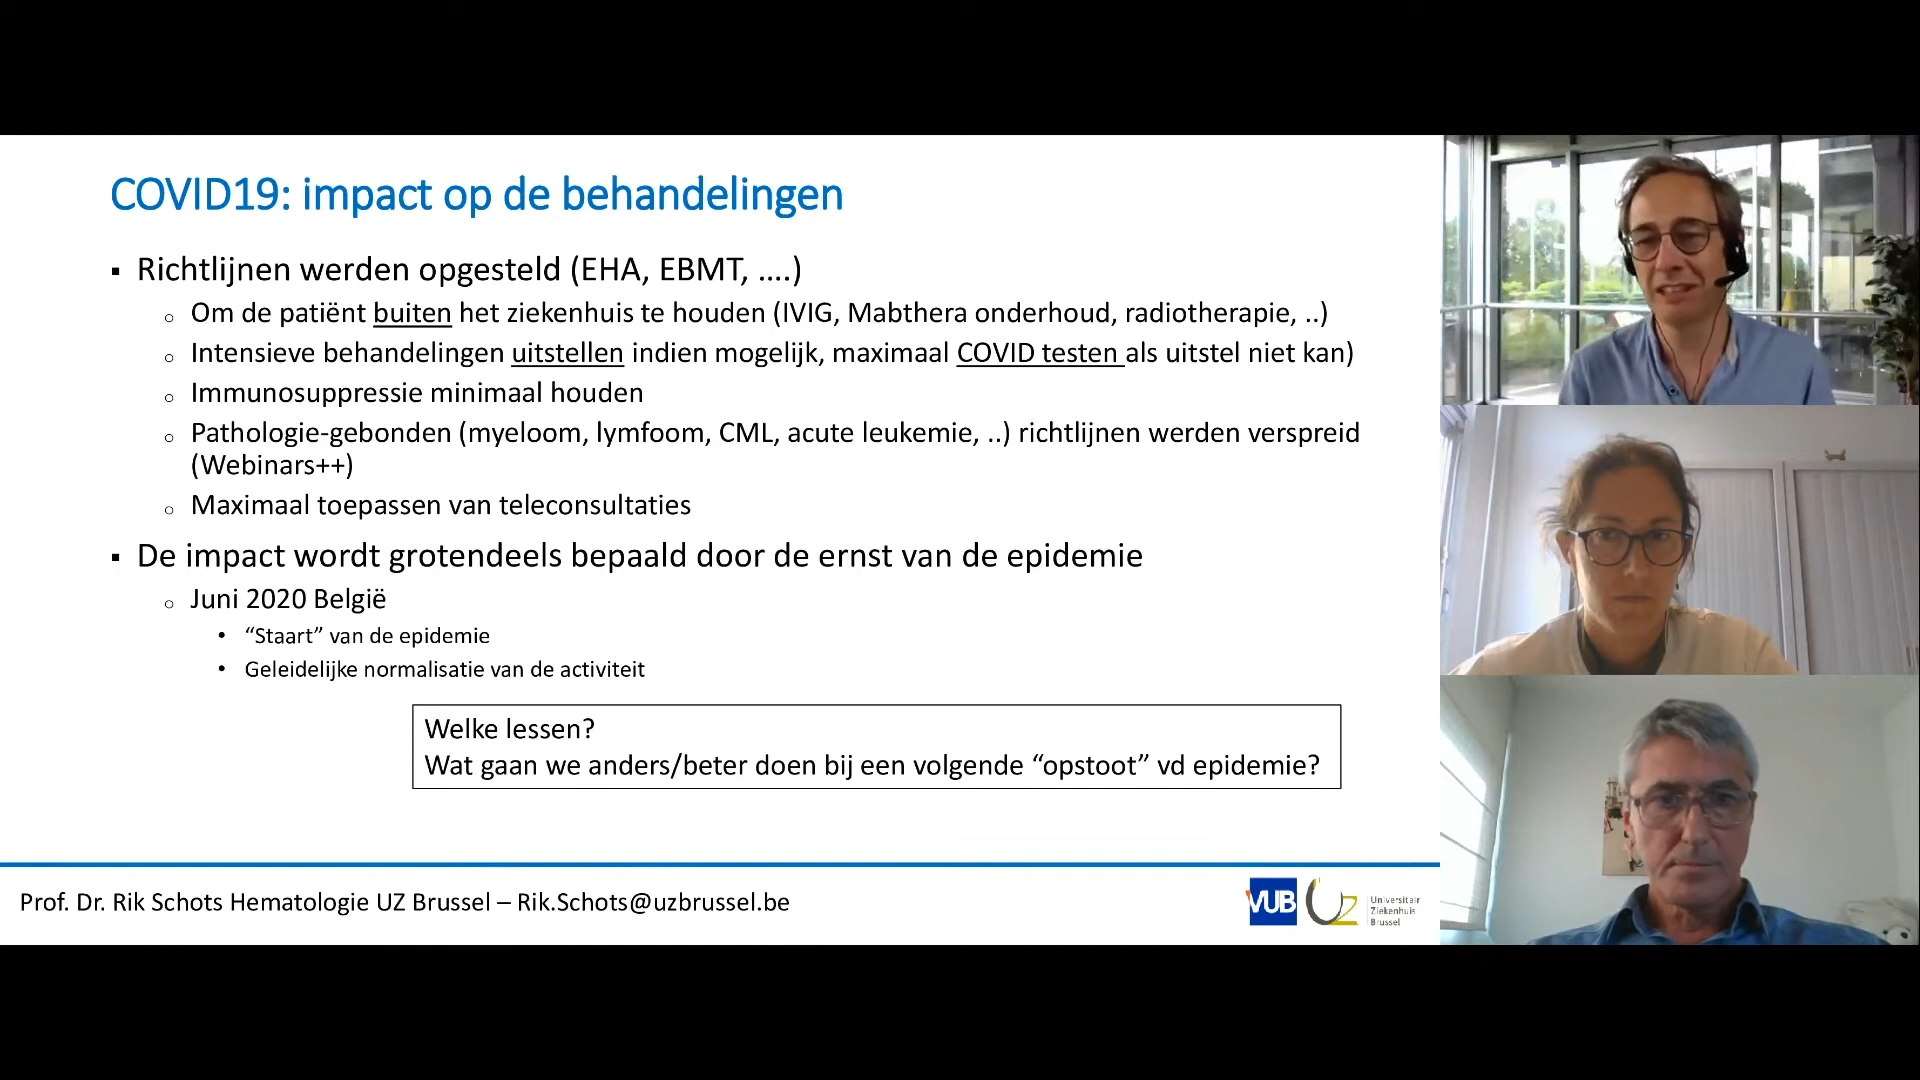 COVID19: impact op de behandelingen
▪ Richtlijnen werden opgesteld (EHA, EBMT, ....)
o Om de patiënt buiten het ziekenhuis te houden (IVIG, Mabthera onderhoud, radiotherapie, ..)
o Intensieve behandelingen uitstellen indien mogelijk, maximaal COVID testen als uitstel niet kan)
o Immunosuppressie minimaal houden
o Pathologie-gebonden (myeloom, lymfoom, CML, acute leukemie, ..) richtlijnen werden verspreid
(Webinars++)
o Maximaal toepassen van teleconsultaties
▪ De impact wordt grotendeels bepaald door de ernst van de epidemie
o Juni 2020 België
• “Staart” van de epidemie
• Geleidelijke normalisatie van de activiteit
Welke lessen?
Wat gaan we anders/beter doen bij een volgende “opstoot” vd epidemie?
Prof. Dr. Rik Schots Hematologie UZ Brussel – Rik.Schots@uzbrussel.be
VUB
UZ
Universitair
Ziekenhuis
Brussel